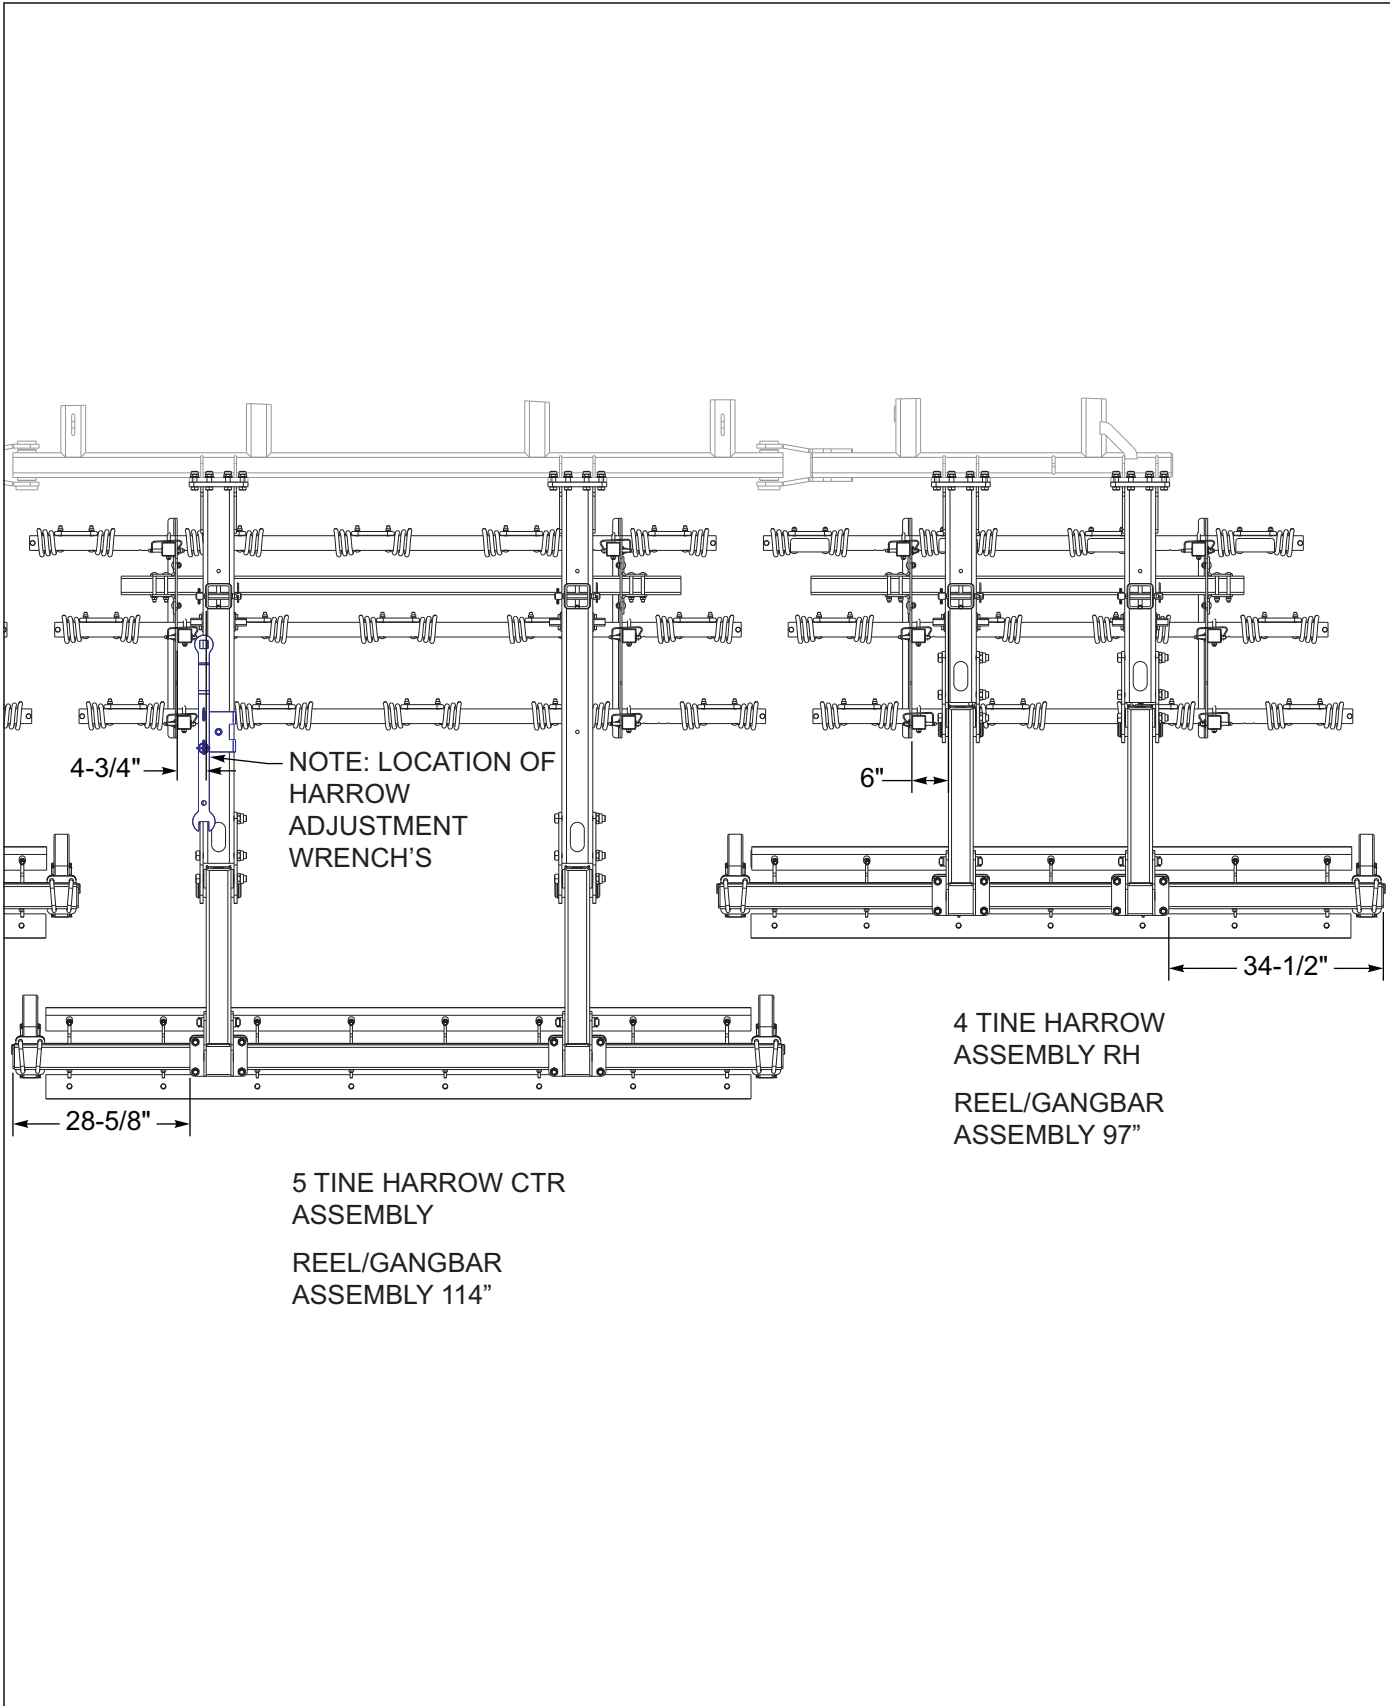 4-3/4"
NOTE: LOCATION OF
HARROW
ADJUSTMENT
WRENCH’S
6"
34-1/2"
4 TINE HARROW
ASSEMBLY RH
REEL/GANGBAR
ASSEMBLY 97”
28-5/8"
5 TINE HARROW CTR
ASSEMBLY
REEL/GANGBAR
ASSEMBLY 114”